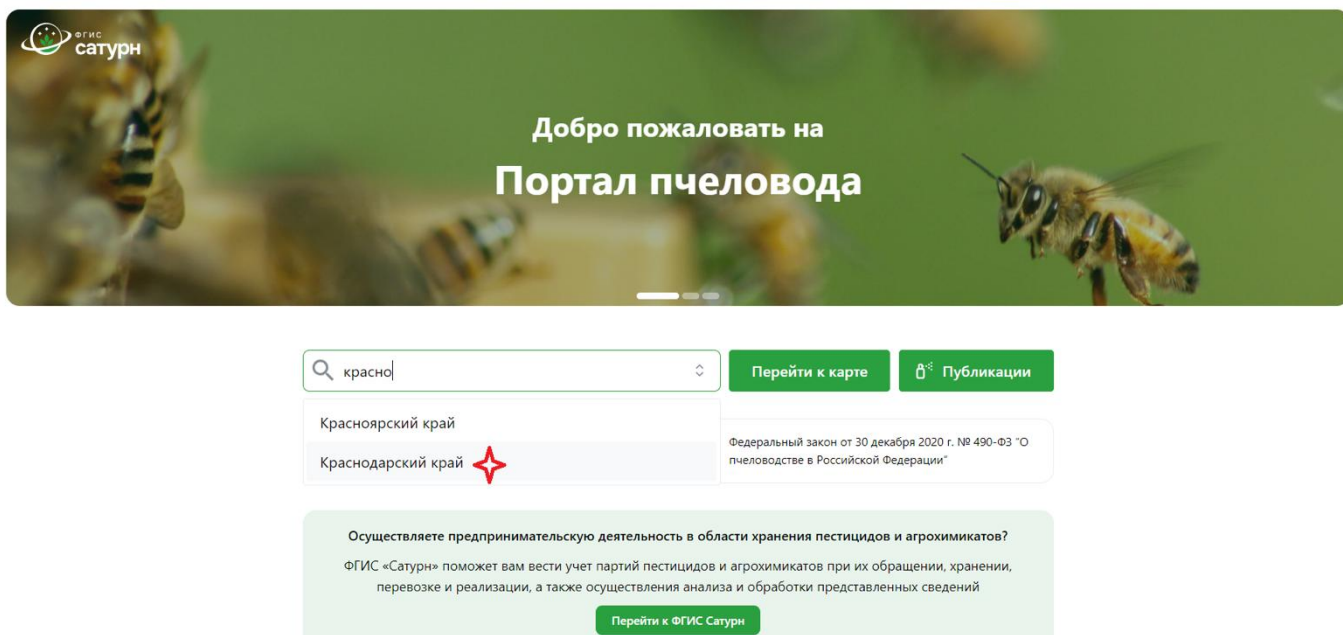 ФГИС
сатурн
Добро пожаловать на
Портал пчеловода
красно
Перейти к карте
Публикации
Красноярский край
Краснодарский край
Федеральный закон от 30 декабря 2020 г. № 490-ФЗ "О
пчеловодстве в Российской Федерации"
Осуществляете предпринимательскую деятельность в области хранения пестицидов и агрохимикатов?
ФГИС «Сатурн» поможет вам вести учет партий пестицидов и агрохимикатов при их обращении, хранении,
перевозке и реализации, а также осуществления анализа и обработки представленных сведений
Перейти к ФГИС Сатурн